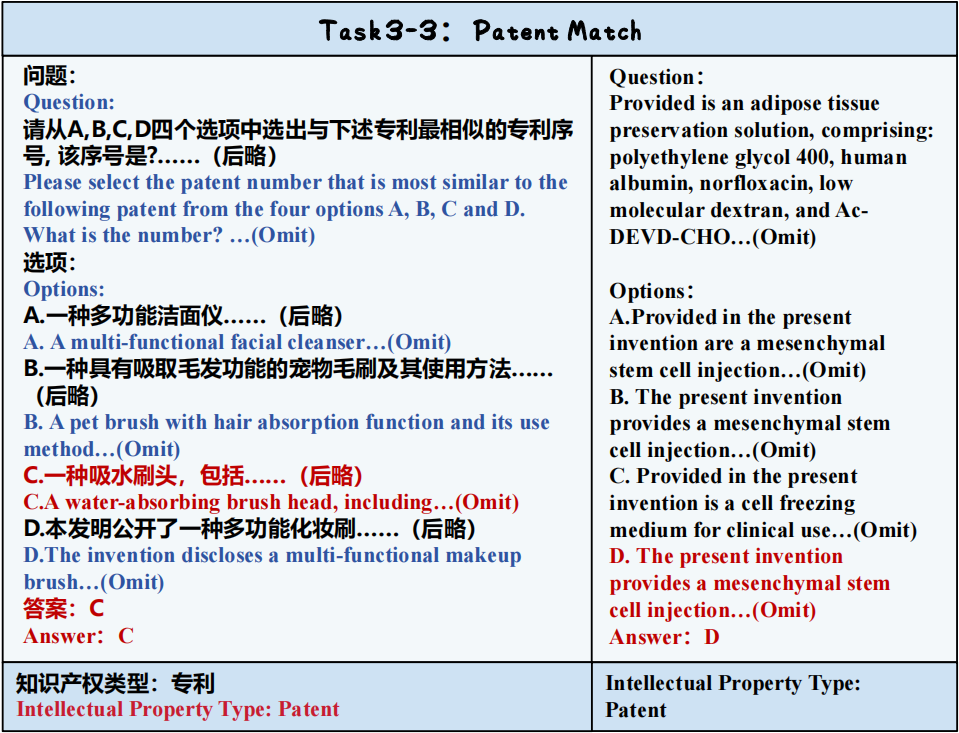 Task3-3：Patent Match
问题：
Question:
请从A,B,C,D四个选项中选出与下述专利最相似的专利序
号, 该序号是?……（后略）
Please select the patent number that is most similar to the
following patent from the four options A, B, C and D.
What is the number? …(Omit)
选项：
Options:
A.一种多功能洁面仪……（后略）
A. A multi-functional facial cleanser…(Omit)
B.一种具有吸取毛发功能的宠物毛刷及其使用方法……
（后略）
B. A pet brush with hair absorption function and its use
method…(Omit)
C.一种吸水刷头，包括……（后略）
C.A water-absorbing brush head, including…(Omit)
D.本发明公开了一种多功能化妆刷……（后略）
D.The invention discloses a multi-functional makeup
brush…(Omit)
答案：C
Answer：C
Question：
Provided is an adipose tissue
preservation solution, comprising:
polyethylene glycol 400, human
albumin, norfloxacin, low
molecular dextran, and Ac-
DEVD-CHO…(Omit)
Options：
A.Provided in the present
invention are a mesenchymal
stem cell injection…(Omit)
B. The present invention
provides a mesenchymal stem
cell injection…(Omit)
C. Provided in the present
invention is a cell freezing
medium for clinical use…(Omit)
D. The present invention
provides a mesenchymal stem
cell injection…(Omit)
Answer：D
知识产权类型：专利
Intellectual Property Type: Patent
Intellectual Property Type:
Patent